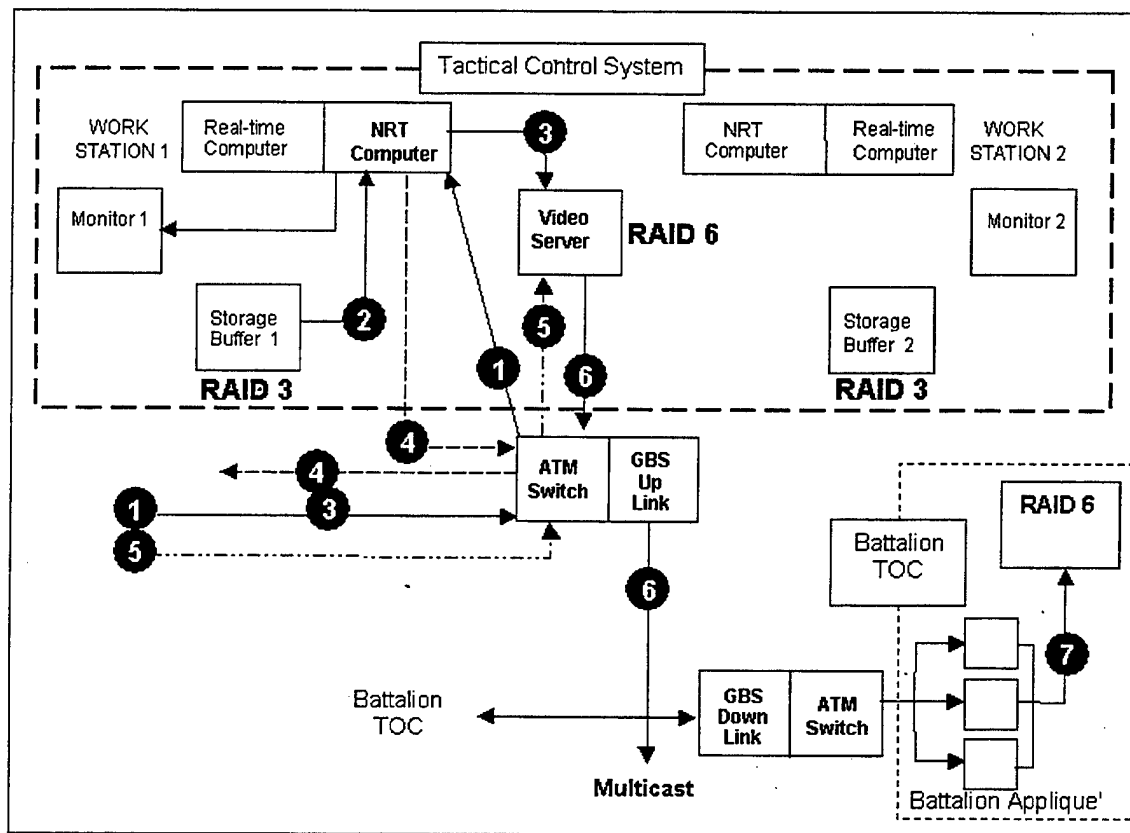 Tactical Control System
WORK
STATION 1
Real-time
Computer
NRT
Computer
3
NRT
Computer
Real-time
Computer
WORK
STATION 2
Monitor 1
Video
Server
RAID 6
Monitor 2
Storage
Buffer 1
2
5
Storage
Buffer 2
RAID 3
1
6
RAID 3
4
4
ATM
Switch
GBS
Up
Link
1
3
5
RAID 6
Battalion
TOC
6
7
Battalion
TOC
GBS
Down
Link
ATM
Switch
Multicast
Battalion Applique'